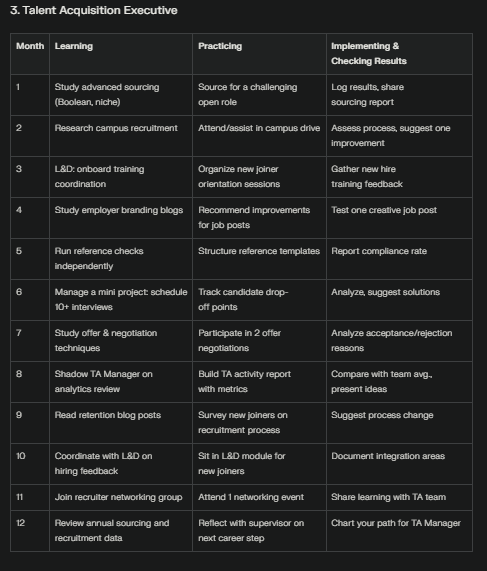 3. Talent Acquisition Executive
Month Learning Practicing Implementing &
Checking Results
1 Study advanced sourcing Source for a challenging Log results, share
(Boolean, niche) open role sourcing report
2 Research campus recruitment Attend/assist in campus drive Assess process, suggest one
improvement
3 L&D: onboard training Organize new joiner Gather new hire
coordination orientation sessions training feedback
4 Study employer branding blogs Recommend improvements Test one creative job post
for job posts
5 Run reference checks Structure reference templates Report compliance rate
independently
6 Manage a mini project: schedule Track candidate drop- Analyze, suggest solutions
10+ interviews off points
7 Study offer & negotiation Participate in 2 offer Analyze acceptance/rejection
techniques negotiations reasons
8 Shadow TA Manager on Build TA activity report Compare with team avg.,
analytics review with metrics present ideas
9 Read retention blog posts Survey new joiners on Suggest process change
recruitment process
10 Coordinate with L&D on Sit in L&D module for Document integration areas
hiring feedback new joiners
11 Join recruiter networking group Attend 1 networking event Share learning with TA team
12 Review annual sourcing and Reflect with supervisor on Chart your path for TA Manager
recruitment data next career step